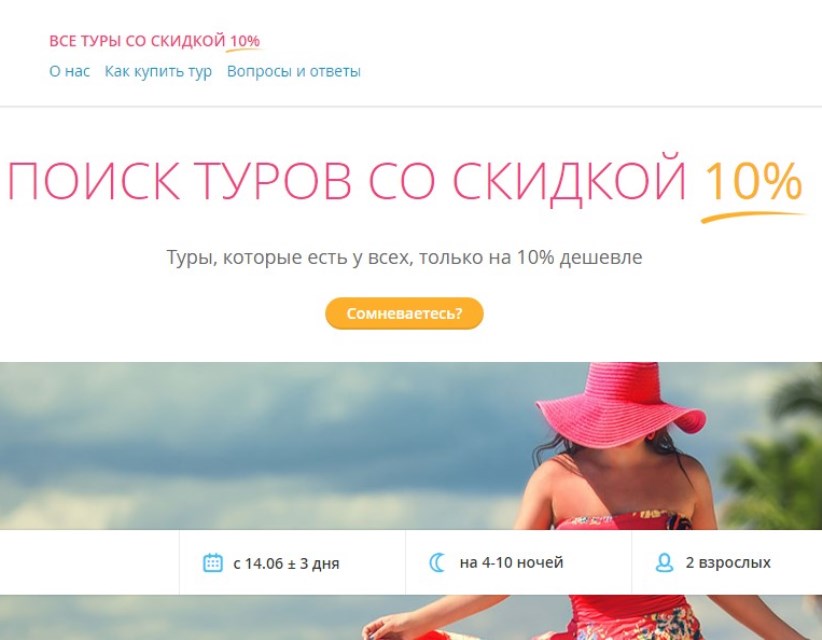 ВСЕ ТУРЫ СО СКИДКОЙ 10%
О нас Как купить тур Вопросы и ответы
ПОИСК ТУРОВ СО СКИДКОЙ 10%
Туры, которые есть у всех, только на 10% дешевле
Сомневаетесь?
с 14.06 ± 3 дня на 4-10 ночей 2 взрослых